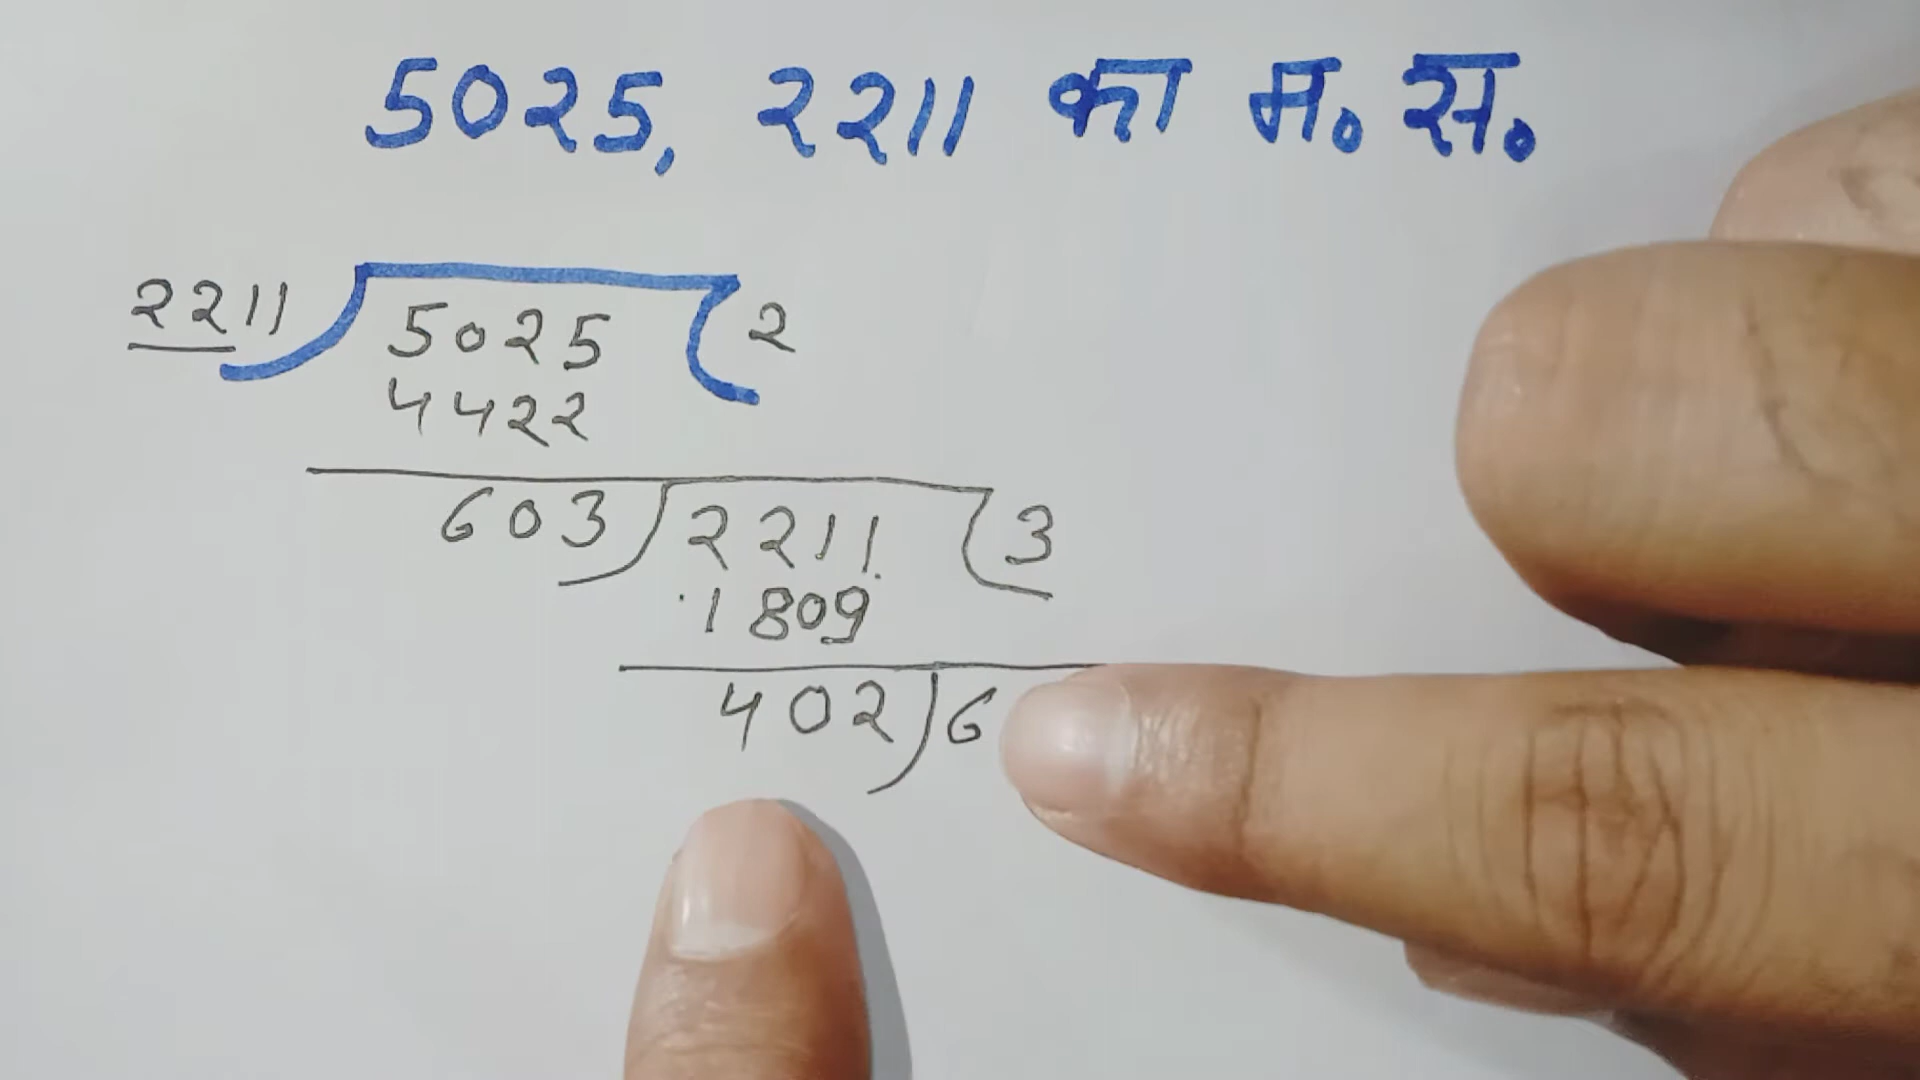 5025, 2211 का म. स.
2211 ) 5025 ( 2
4422
603 ) 2211 ( 3
1809
402 ) 6